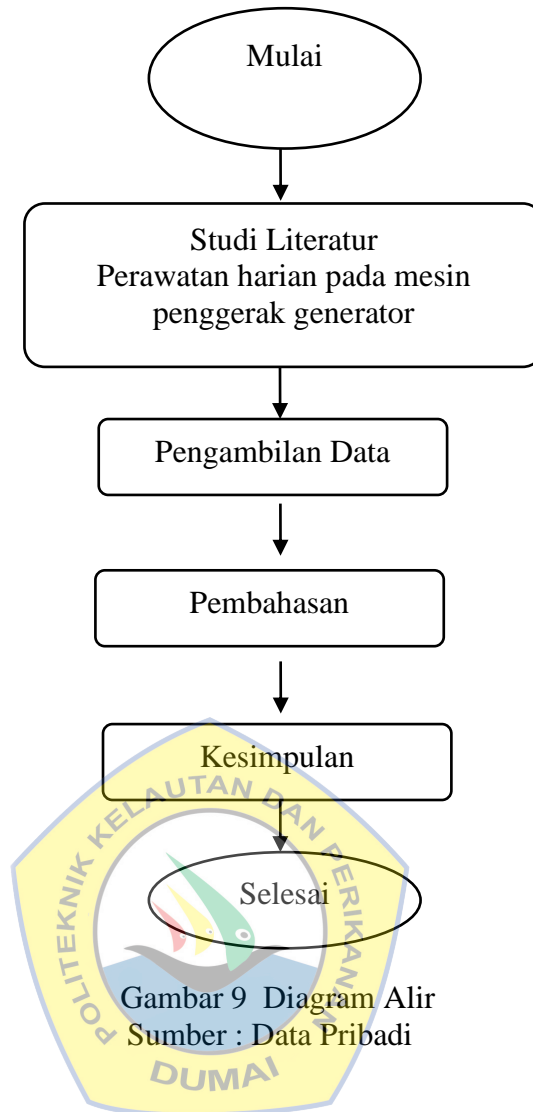 Mulai
Studi Literatur
Perawatan harian pada mesin
penggerak generator
Pengambilan Data
Pembahasan
Kesimpulan
Selesai
POLITEKNIK KELAUTAN DAN PERIKANAN
DUMAI
Gambar 9 Diagram Alir
Sumber : Data Pribadi